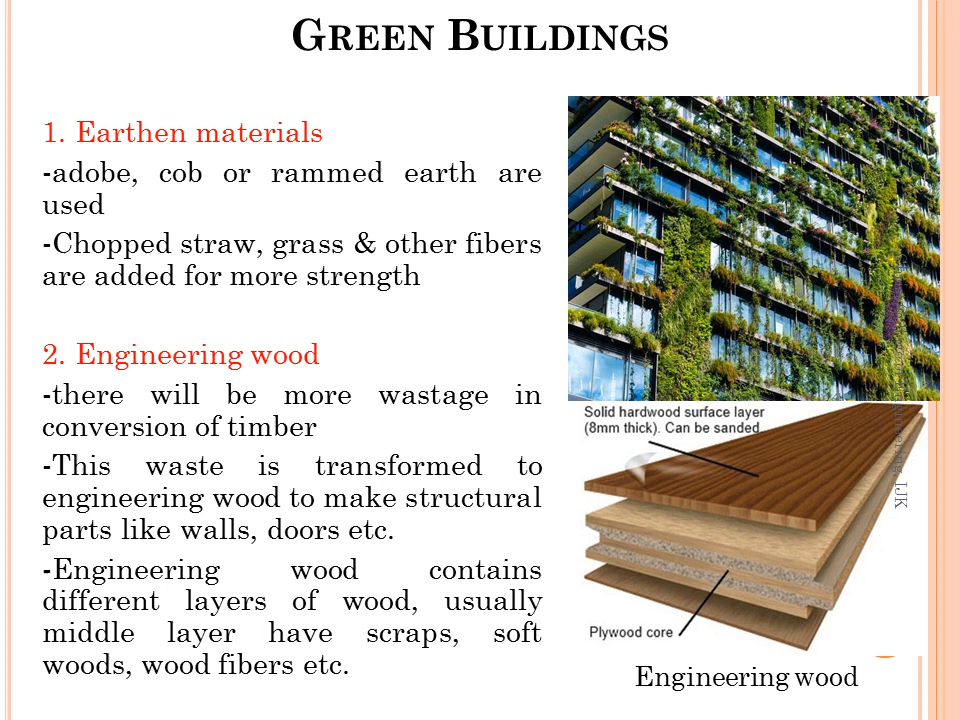 GREEN BUILDINGS
1. Earthen materials
-adobe, cob or rammed earth are
used
-Chopped straw, grass & other fibers
are added for more strength
2. Engineering wood
-there will be more wastage in
conversion of timber
-This waste is transformed to
engineering wood to make structural
parts like walls, doors etc.
-Engineering wood contains
different layers of wood, usually
middle layer have scraps, soft
woods, wood fibers etc.
Solid hardwood surface layer
(8mm thick). Can be sanded.
Plywood core
Engineering wood
IJK